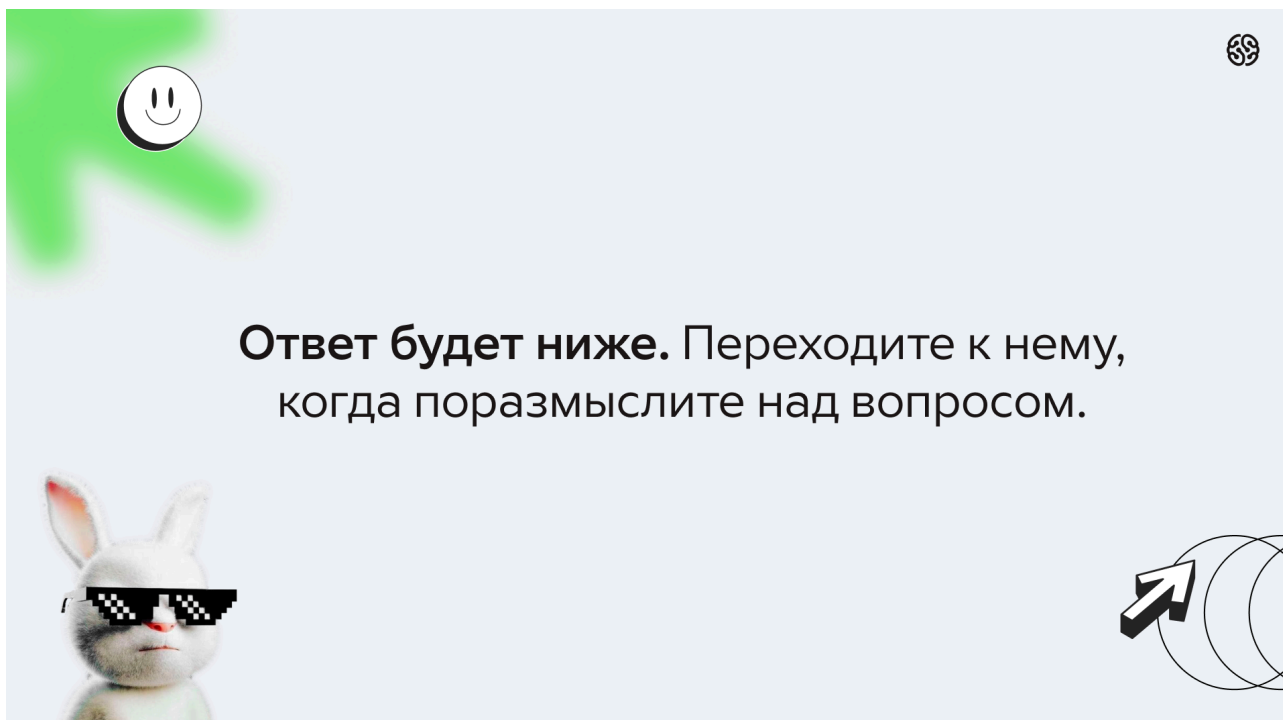 Ответ будет ниже. Переходите к нему,
когда поразмыслите над вопросом.